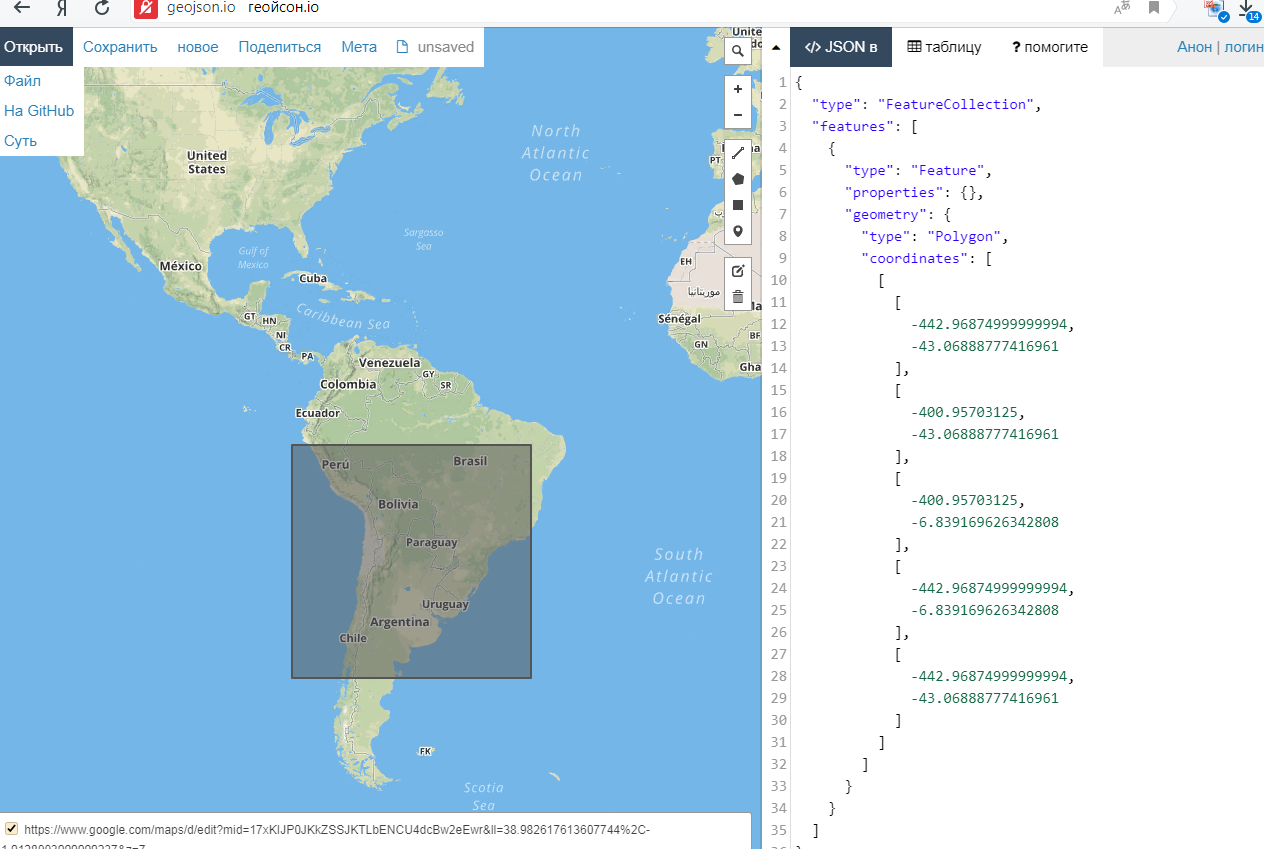 Я geojson.io геойсон.io 14
Открыть Сохранить новое Поделиться Мета unsaved
Файл
На GitHub
Суть
United States
México
Gulf of Mexico
Cuba
Sargasso Sea
North Atlantic Ocean
GT HN
NI
CR
PA
Caribbean Sea
Venezuela
Colombia
GY
SR
Ecuador
Perú
Brasil
Bolivia
Paraguay
Uruguay
Argentina
Chile
FK
South Atlantic Ocean
Scotia Sea
PT
EH
موريتانيا
Sénégal
GN
BF
Gha
+
−
</> JSON в таблицу ? помогите Анон | логин
1 {
2 "type": "FeatureCollection",
3 "features": [
4 {
5 "type": "Feature",
6 "properties": {},
7 "geometry": {
8 "type": "Polygon",
9 "coordinates": [
10 [
11 [
12 -442.96874999999994,
13 -43.06888777416961
14 ],
15 [
16 -400.95703125,
17 -43.06888777416961
18 ],
19 [
20 -400.95703125,
21 -6.839169626342808
22 ],
23 [
24 -442.96874999999994,
25 -6.839169626342808
26 ],
27 [
28 -442.96874999999994,
29 -43.06888777416961
30 ]
31 ]
32 ]
33 }
34 }
35 ]
https://www.google.com/maps/d/edit?mid=17xKIJP0JKkZSSJKTLbENCU4dcBw2eEwr&ll=38.982617613607744%2C-